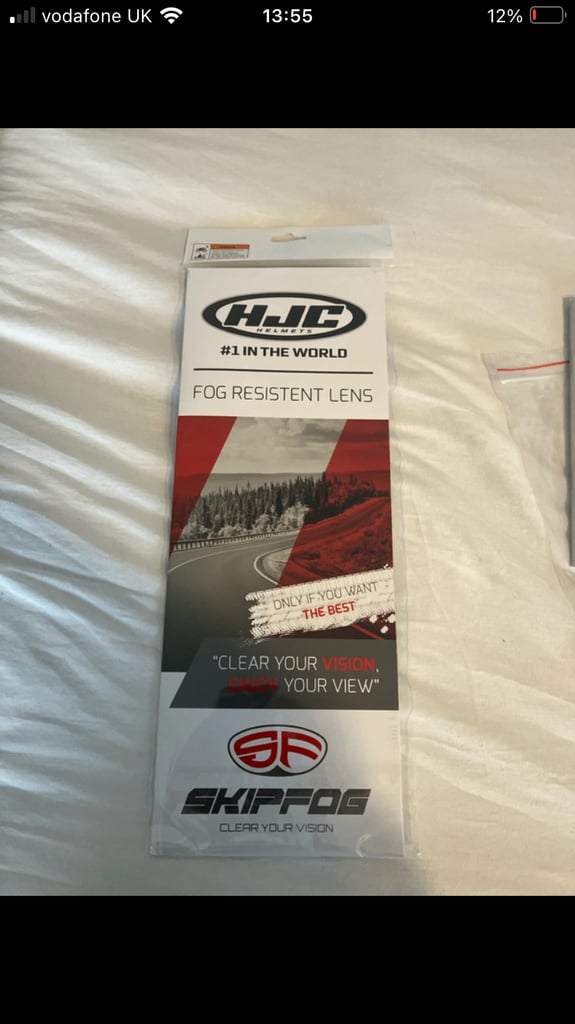 vodafone UK
13:55
12%
HJC
HELMETS
#1 IN THE WORLD
FOG RESISTENT LENS
ONLY IF YOU WANT
THE BEST
"CLEAR YOUR VISION,
ENJOY YOUR VIEW"
SF
SKIPFOG
CLEAR YOUR VISION